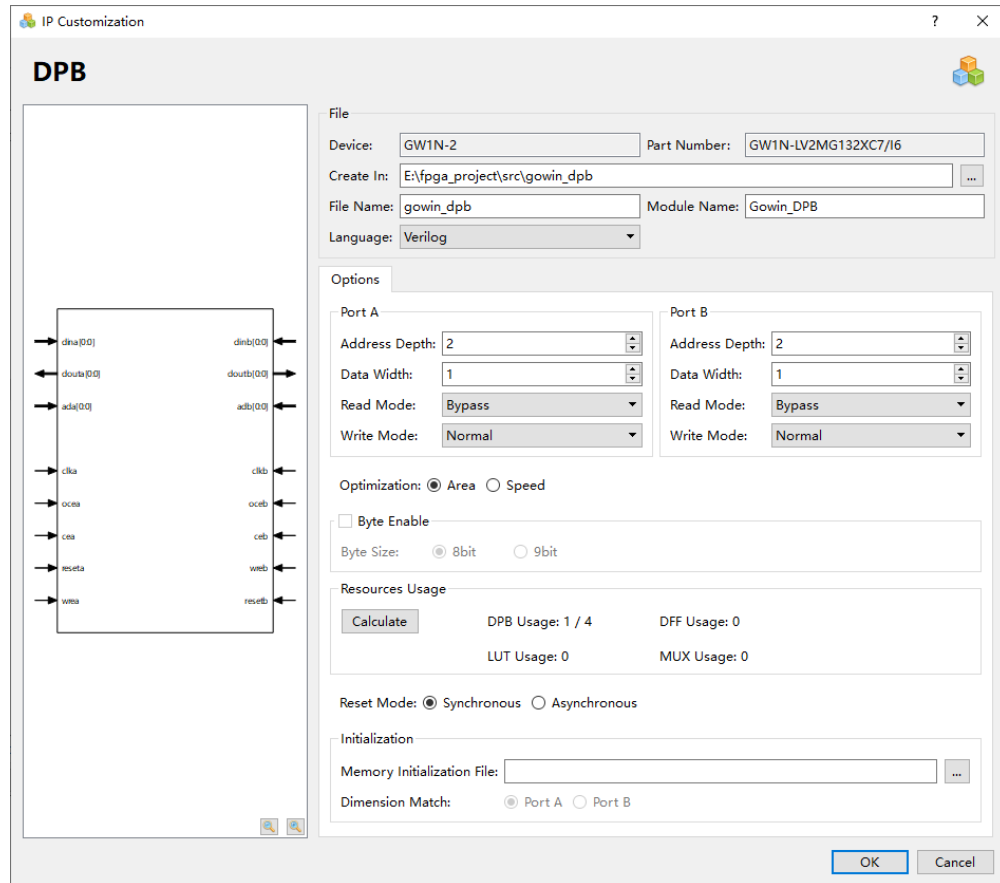 IP Customization ? ×
DPB
File
Device: GW1N-2 Part Number: GW1N-LV2MG132XC7/I6
Create In: E:\fpga_project\src\gowin_dpb ...
File Name: gowin_dpb Module Name: Gowin_DPB
Language: Verilog
Options
Port A Port B
Address Depth: 2 Address Depth: 2
Data Width: 1 Data Width: 1
Read Mode: Bypass Read Mode: Bypass
Write Mode: Normal Write Mode: Normal
Optimization: Area Speed
Byte Enable
Byte Size: 8bit 9bit
Resources Usage
Calculate DPB Usage: 1 / 4 DFF Usage: 0
LUT Usage: 0 MUX Usage: 0
Reset Mode: Synchronous Asynchronous
Initialization
Memory Initialization File: ...
Dimension Match: Port A Port B
dina[0:0] dinb[0:0]
douta[0:0] doutb[0:0]
ada[0:0] adb[0:0]
clka clkb
ocea oceb
cea ceb
reseta wreb
wrea resetb
OK Cancel